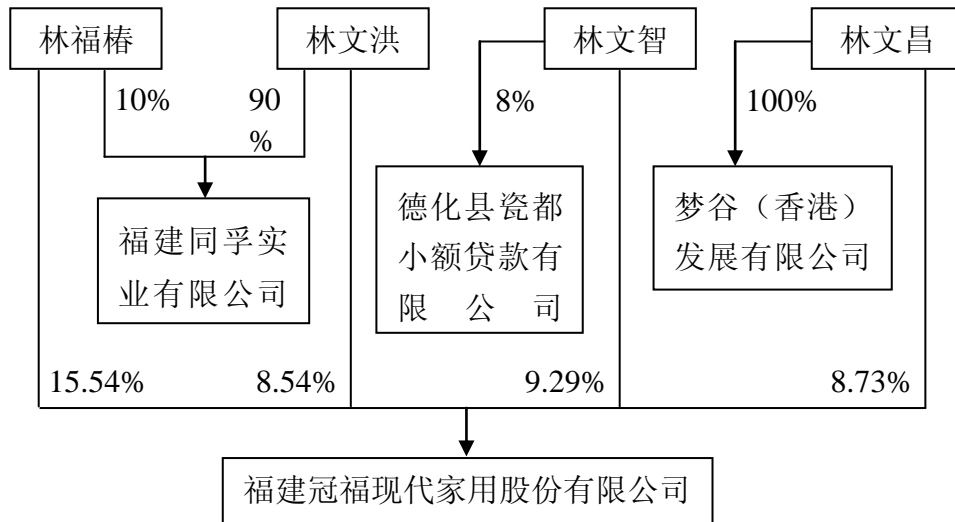 林福椿
林文洪
林文智
林文昌
10%
90
%
8%
100%
福建同孚实
业有限公司
德化县瓷都
小额贷款有
限公司
梦谷（香港）
发展有限公司
15.54%
8.54%
9.29%
8.73%
福建冠福现代家用股份有限公司